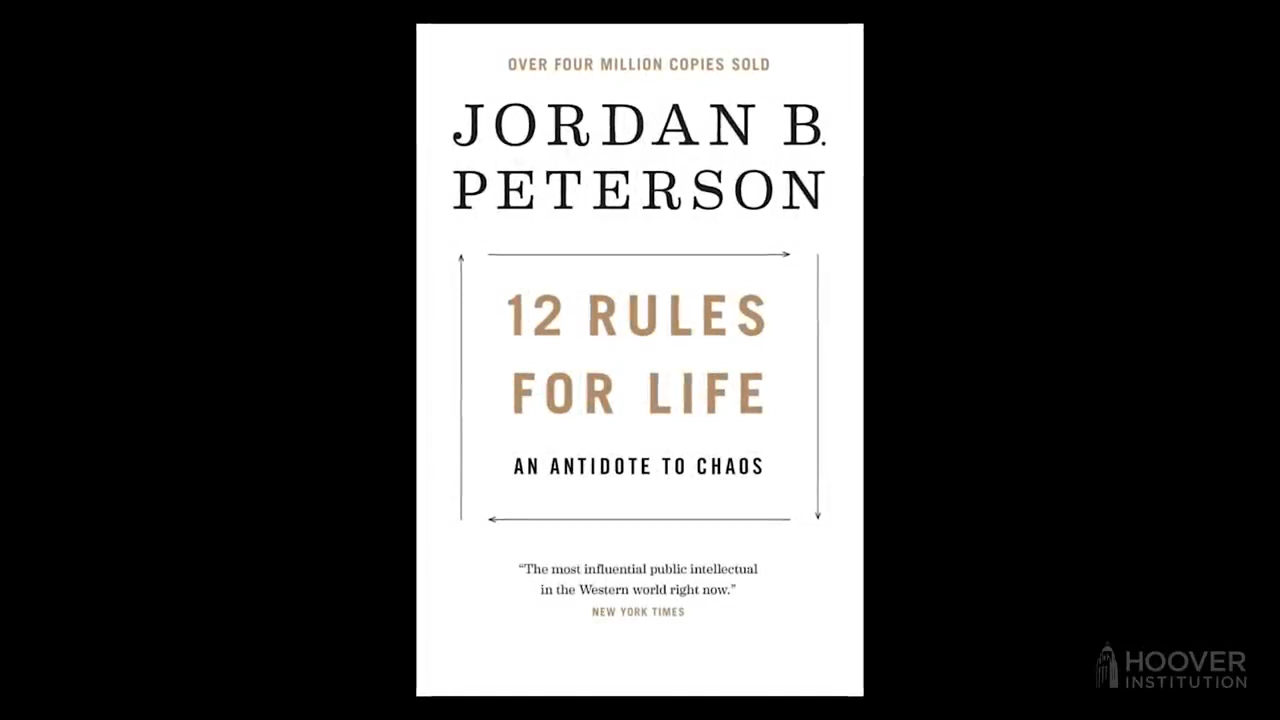 OVER FOUR MILLION COPIES SOLD
JORDAN B.
PETERSON
12 RULES
FOR LIFE
AN ANTIDOTE TO CHAOS
“The most influential public intellectual
in the Western world right now.”
NEW YORK TIMES
HOOVER
INSTITUTION